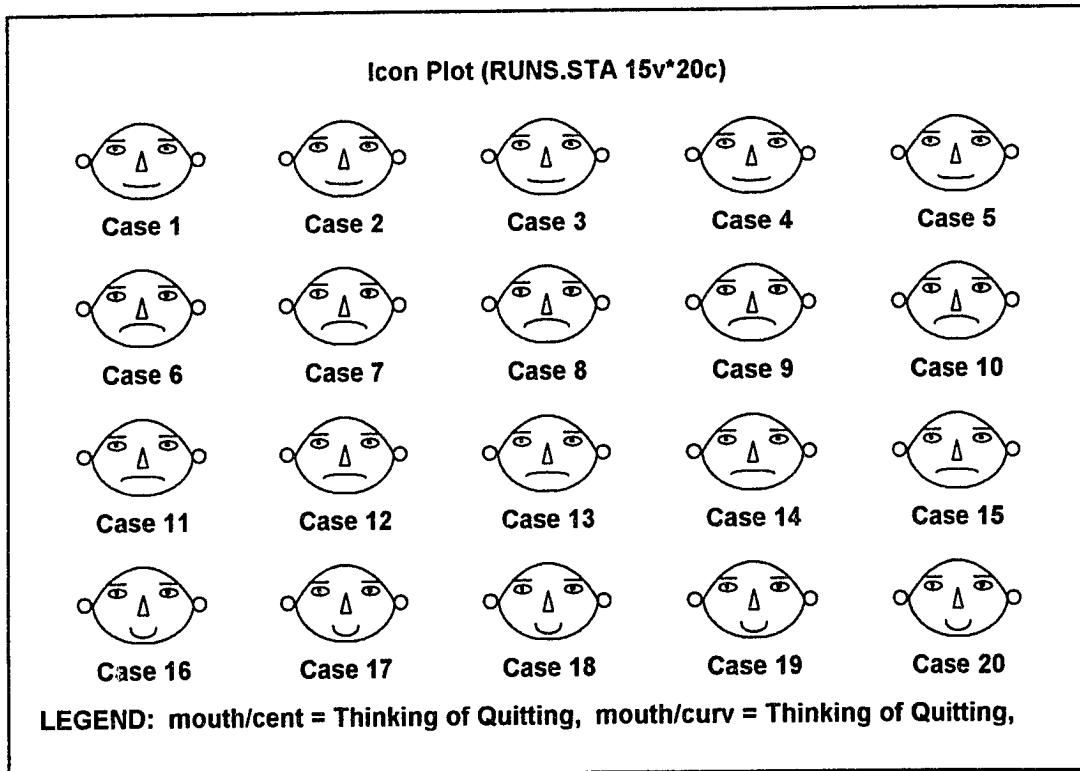 Icon Plot (RUNS.STA 15v*20c)
Case 1 Case 2 Case 3 Case 4 Case 5
Case 6 Case 7 Case 8 Case 9 Case 10
Case 11 Case 12 Case 13 Case 14 Case 15
Case 16 Case 17 Case 18 Case 19 Case 20
LEGEND: mouth/cent = Thinking of Quitting, mouth/curv = Thinking of Quitting,